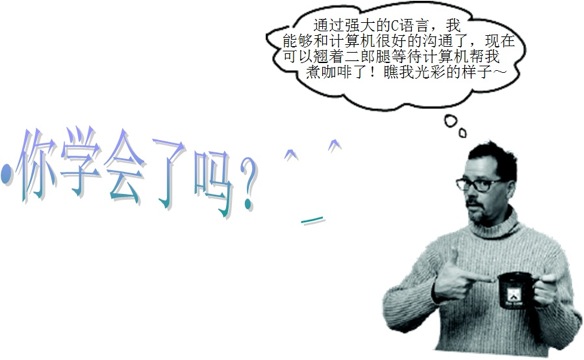 通过强大的C语言，我
能够和计算机很好的沟通了，现在
可以翘着二郎腿等待计算机帮我
煮咖啡了！瞧我光彩的样子～
•你学会了吗？^_^